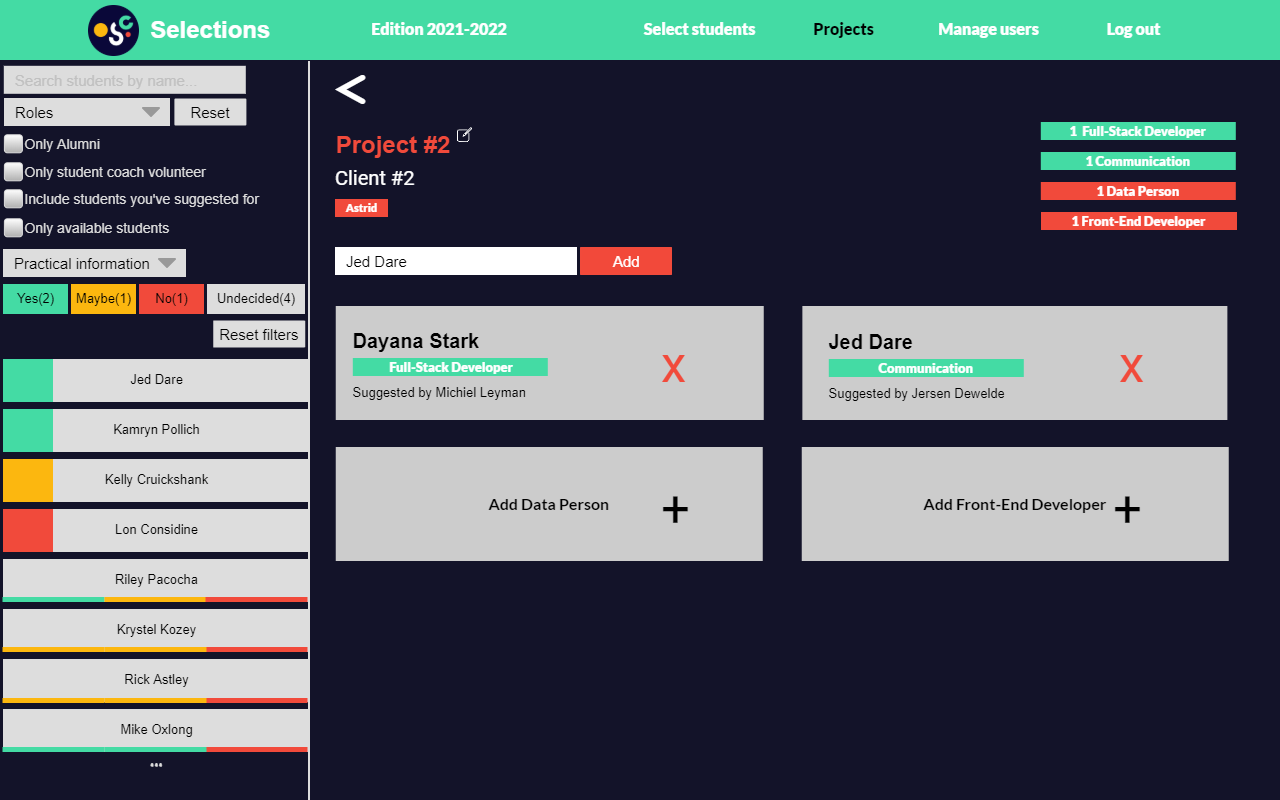 OSC Selections
Edition 2021-2022
Select students
Projects
Manage users
Log out
Search students by name...
Roles
Reset
Only Alumni
Only student coach volunteer
Include students you've suggested for
Only available students
Practical information
Yes(2)
Maybe(1)
No(1)
Undecided(4)
Reset filters
Jed Dare
Kamryn Pollich
Kelly Cruickshank
Lon Considine
Riley Pacocha
Krystel Kozey
Rick Astley
Mike Oxlong
...
<
Project #2
Client #2
Astrid
1 Full-Stack Developer
1 Communication
1 Data Person
1 Front-End Developer
Jed Dare
Add
Dayana Stark
Full-Stack Developer
Suggested by Michiel Leyman
X
Jed Dare
Communication
Suggested by Jersen Dewelde
X
Add Data Person +
Add Front-End Developer +